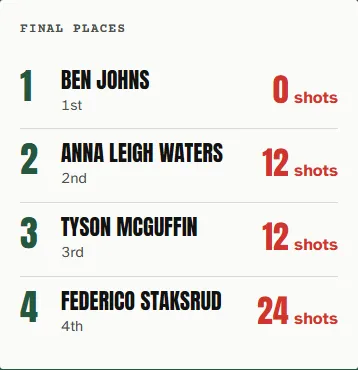 FINAL PLACES
1 BEN JOHNS 0 shots
1st
2 ANNA LEIGH WATERS 12 shots
2nd
3 TYSON MCGUFFIN 12 shots
3rd
4 FEDERICO STAKSRUD 24 shots
4th